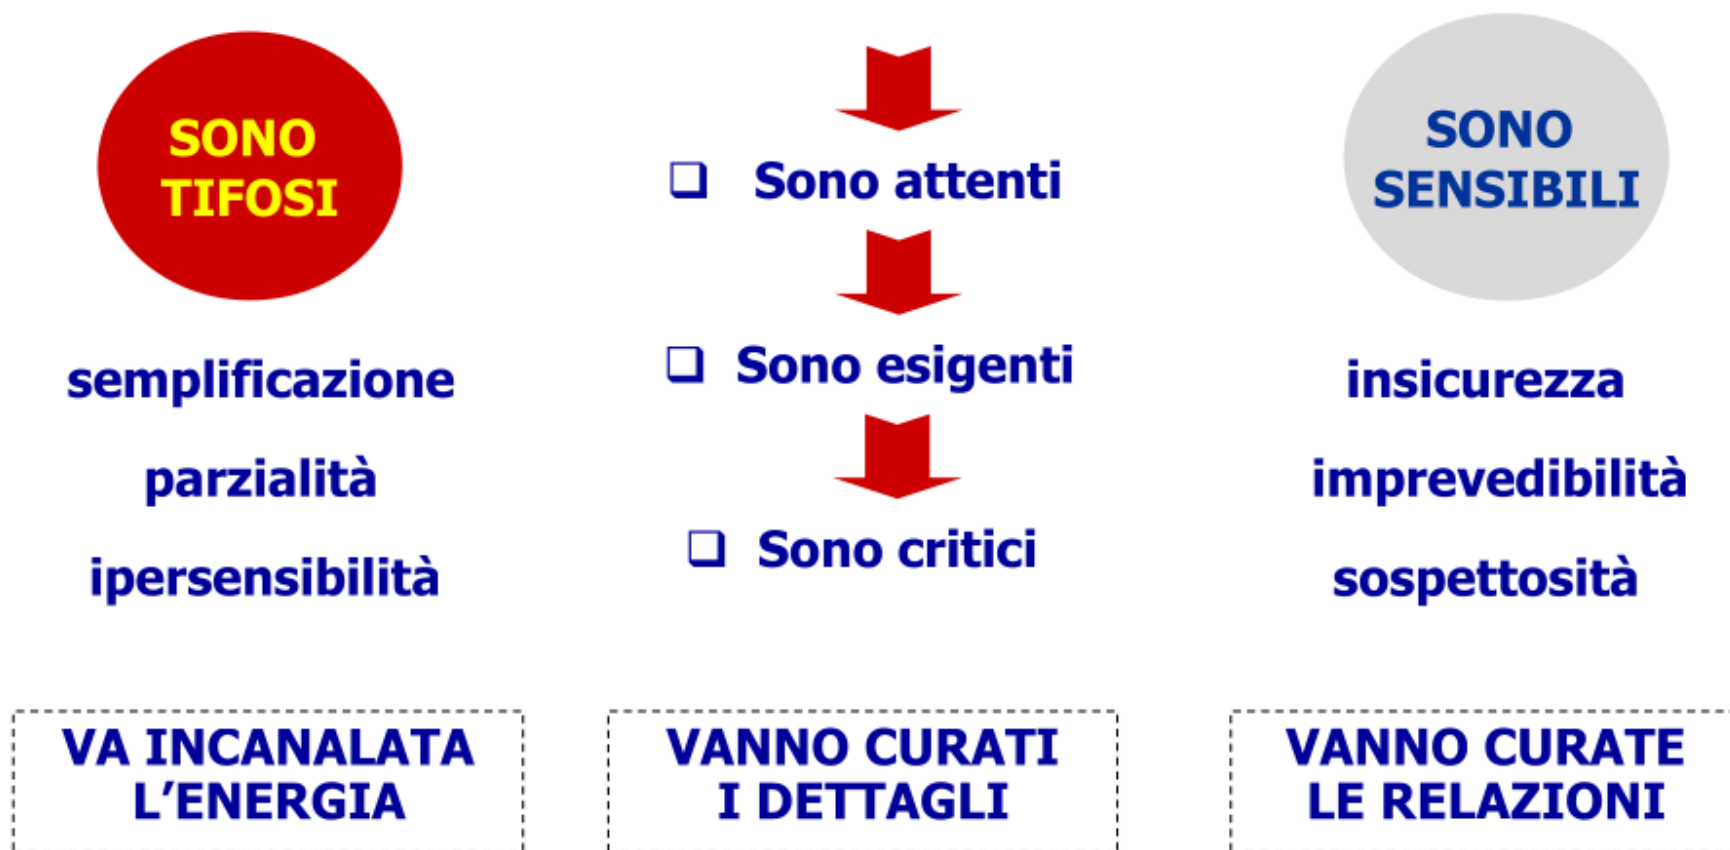 SONO
TIFOSI
semplificazione
parzialità
ipersensibilità
VA INCANALATA
L’ENERGIA
❑ Sono attenti
❑ Sono esigenti
❑ Sono critici
VANNO CURATI
I DETTAGLI
SONO
SENSIBILI
insicurezza
imprevedibilità
sospettosità
VANNO CURATE
LE RELAZIONI